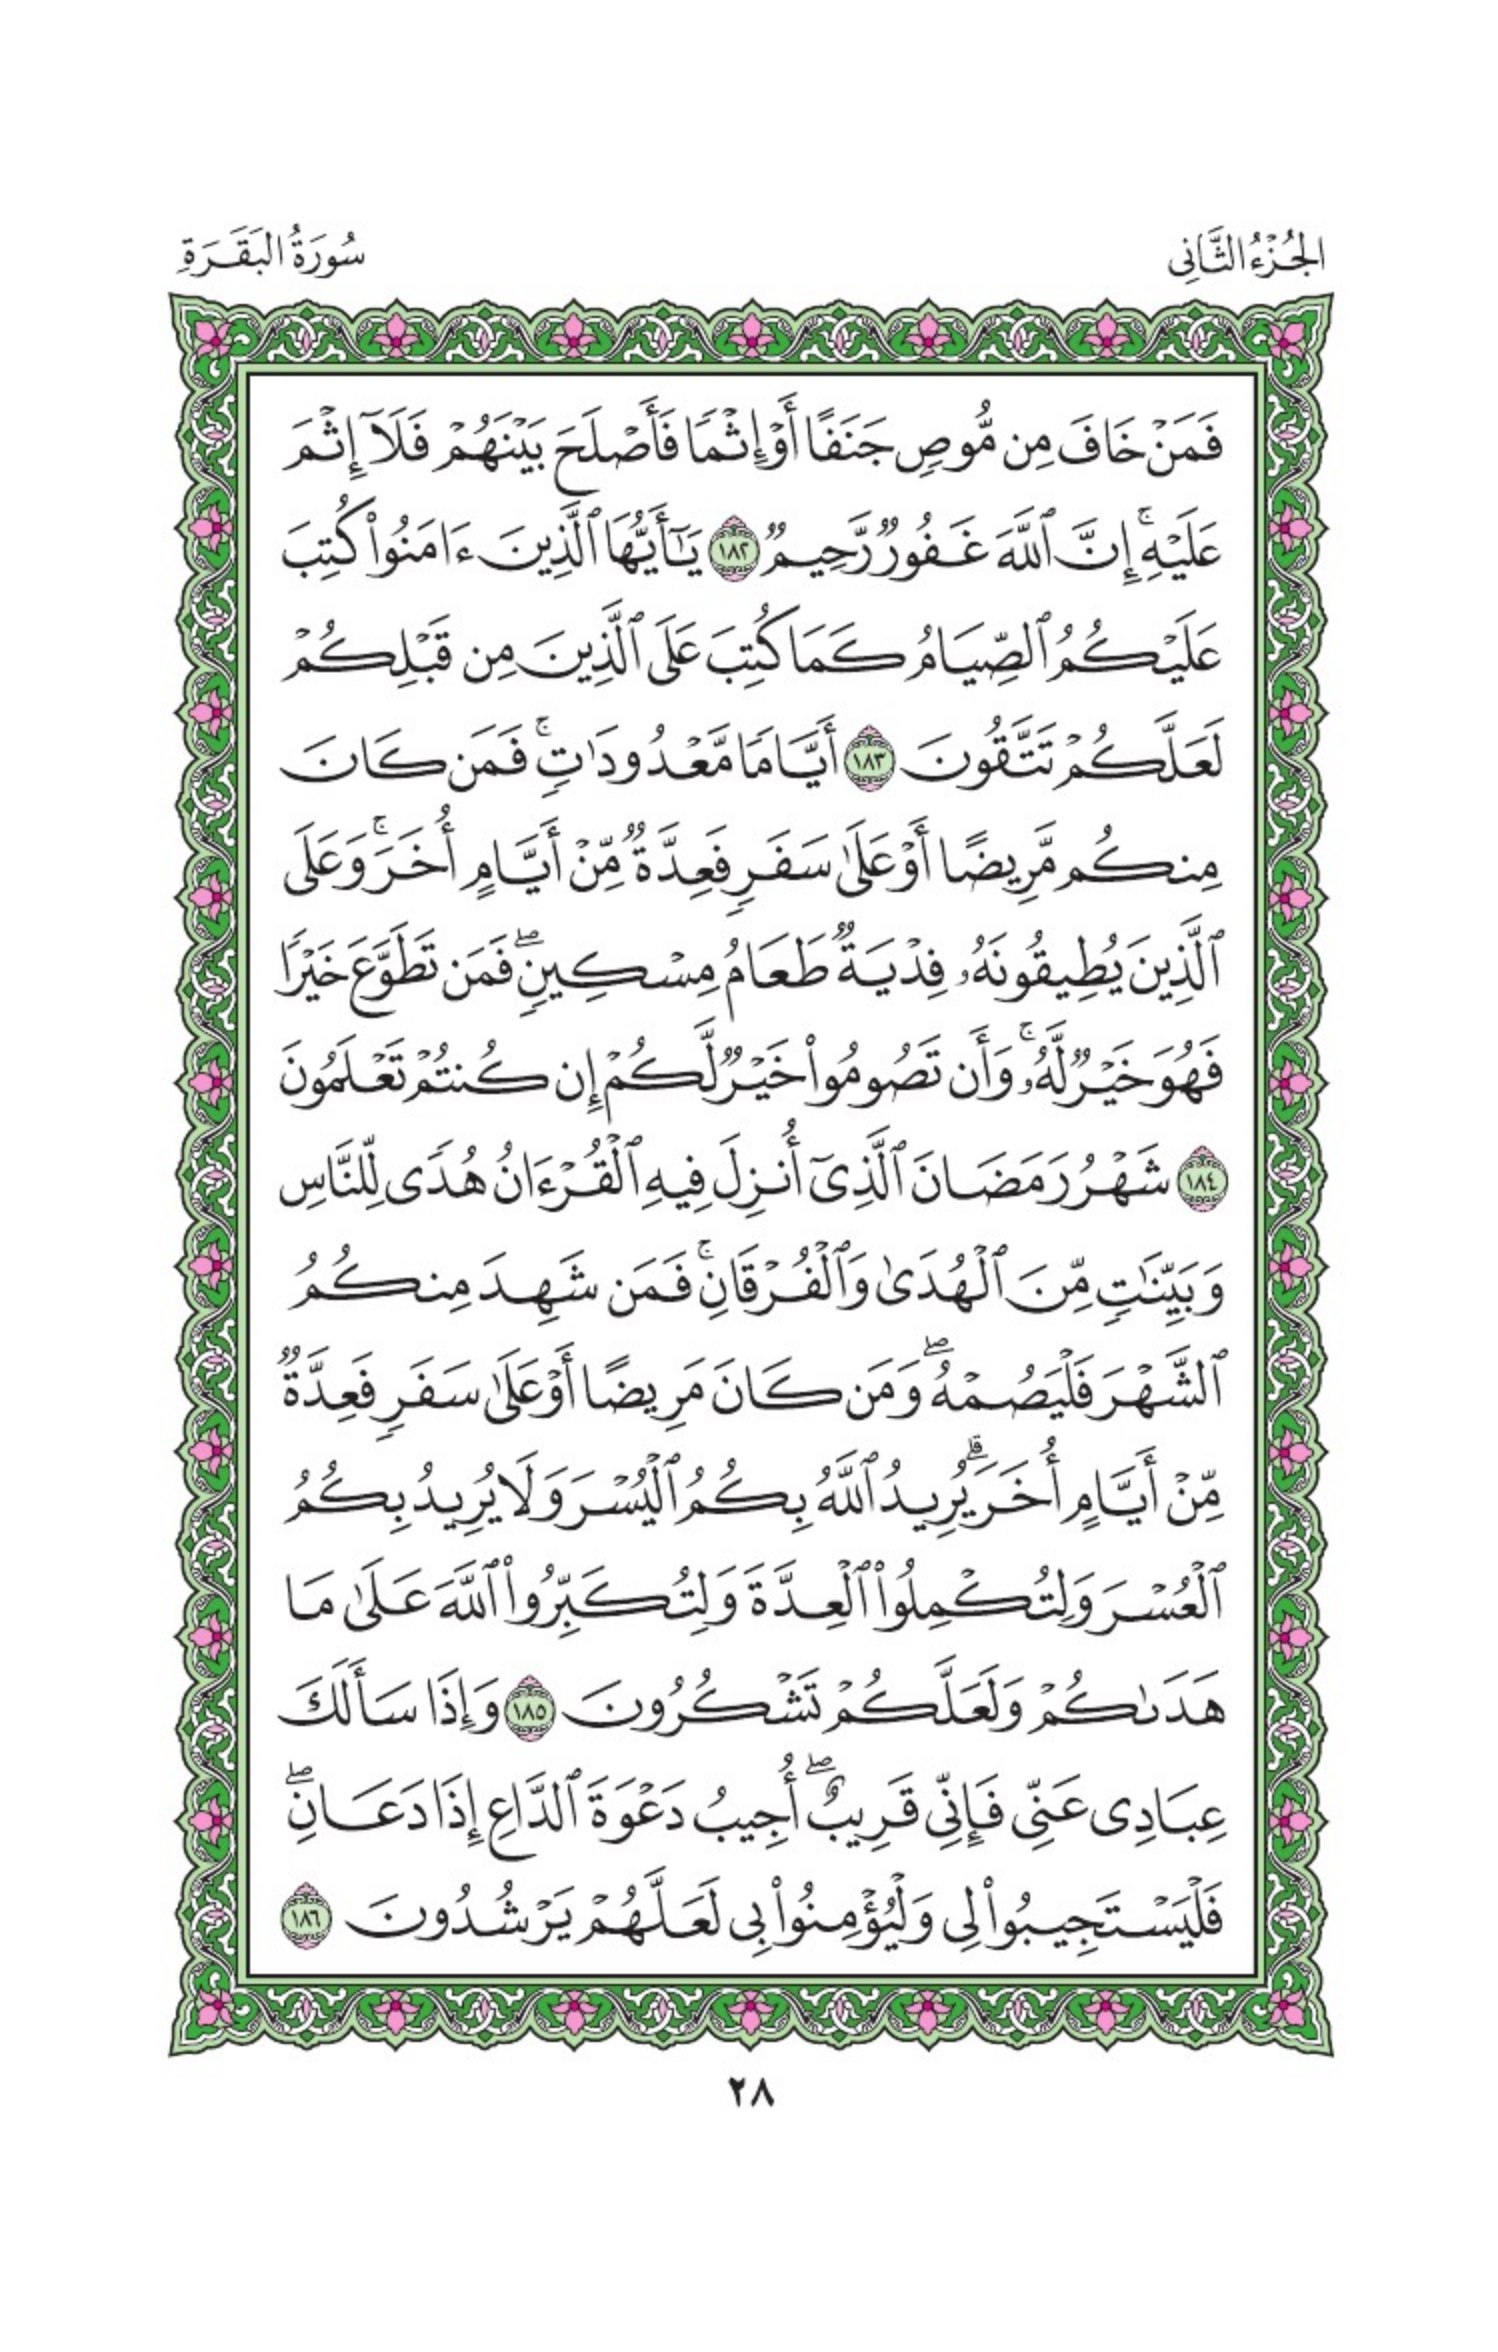 الجُزْءُ الثَّانِي
سُورَةُ البَقَرَةِ
فَمَنۡ خَافَ مِن مُّوصٖ جَنَفًا أَوۡ إِثۡمٗا فَأَصۡلَحَ بَيۡنَهُمۡ فَلَآ إِثۡمَ
عَلَيۡهِۚ إِنَّ ٱللَّهَ غَفُورٞ رَّحِيمٞ ١٨٢ يَٰٓأَيُّهَا ٱلَّذِينَ ءَامَنُواْ كُتِبَ
عَلَيۡكُمُ ٱلصِّيَامُ كَمَا كُتِبَ عَلَى ٱلَّذِينَ مِن قَبۡلِكُمۡ
لَعَلَّكُمۡ تَتَّقُونَ ١٨٣ أَيَّامٗا مَّعۡدُودَٰتٖۚ فَمَن كَانَ
مِنكُم مَّرِيضًا أَوۡ عَلَىٰ سَفَرٖ فَعِدَّةٞ مِّنۡ أَيَّامٍ أُخَرَۚ وَعَلَى
ٱلَّذِينَ يُطِيقُونَهُۥ فِدۡيَةٞ طَعَامُ مِسۡكِينٖۖ فَمَن تَطَوَّعَ خَيۡرٗا
فَهُوَ خَيۡرٞ لَّهُۥۚ وَأَن تَصُومُواْ خَيۡرٞ لَّكُمۡ إِن كُنتُمۡ تَعۡلَمُونَ
١٨٤ شَهۡرُ رَمَضَانَ ٱلَّذِيٓ أُنزِلَ فِيهِ ٱلۡقُرۡءَانُ هُدٗى لِّلنَّاسِ
وَبَيِّنَٰتٖ مِّنَ ٱلۡهُدَىٰ وَٱلۡفُرۡقَانِۚ فَمَن شَهِدَ مِنكُمُ
ٱلشَّهۡرَ فَلۡيَصُمۡهُۖ وَمَن كَانَ مَرِيضًا أَوۡ عَلَىٰ سَفَرٖ فَعِدَّةٞ
مِّنۡ أَيَّامٍ أُخَرَۗ يُرِيدُ ٱللَّهُ بِكُمُ ٱلۡيُسۡرَ وَلَا يُرِيدُ بِكُمُ
ٱلۡعُسۡرَ وَلِتُكۡمِلُواْ ٱلۡعِدَّةَ وَلِتُكَبِّرُواْ ٱللَّهَ عَلَىٰ مَا
هَدَىٰكُمۡ وَلَعَلَّكُمۡ تَشۡكُرُونَ ١٨٥ وَإِذَا سَأَلَكَ
عِبَادِي عَنِّي فَإِنِّي قَرِيبٌۖ أُجِيبُ دَعۡوَةَ ٱلدَّاعِ إِذَا دَعَانِۖ
فَلۡيَسۡتَجِيبُواْ لِي وَلۡيُؤۡمِنُواْ بِي لَعَلَّهُمۡ يَرۡشُدُونَ ١٨٦
٢٨